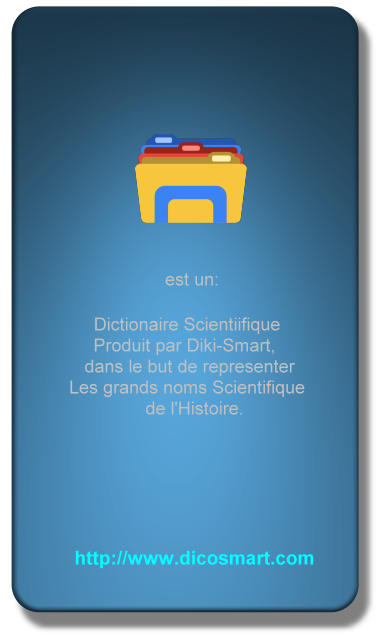 est un:
Dictionaire Scientiifique
Produit par Diki-Smart,
dans le but de representer
Les grands noms Scientifique
de l'Histoire.
http://www.dicosmart.com